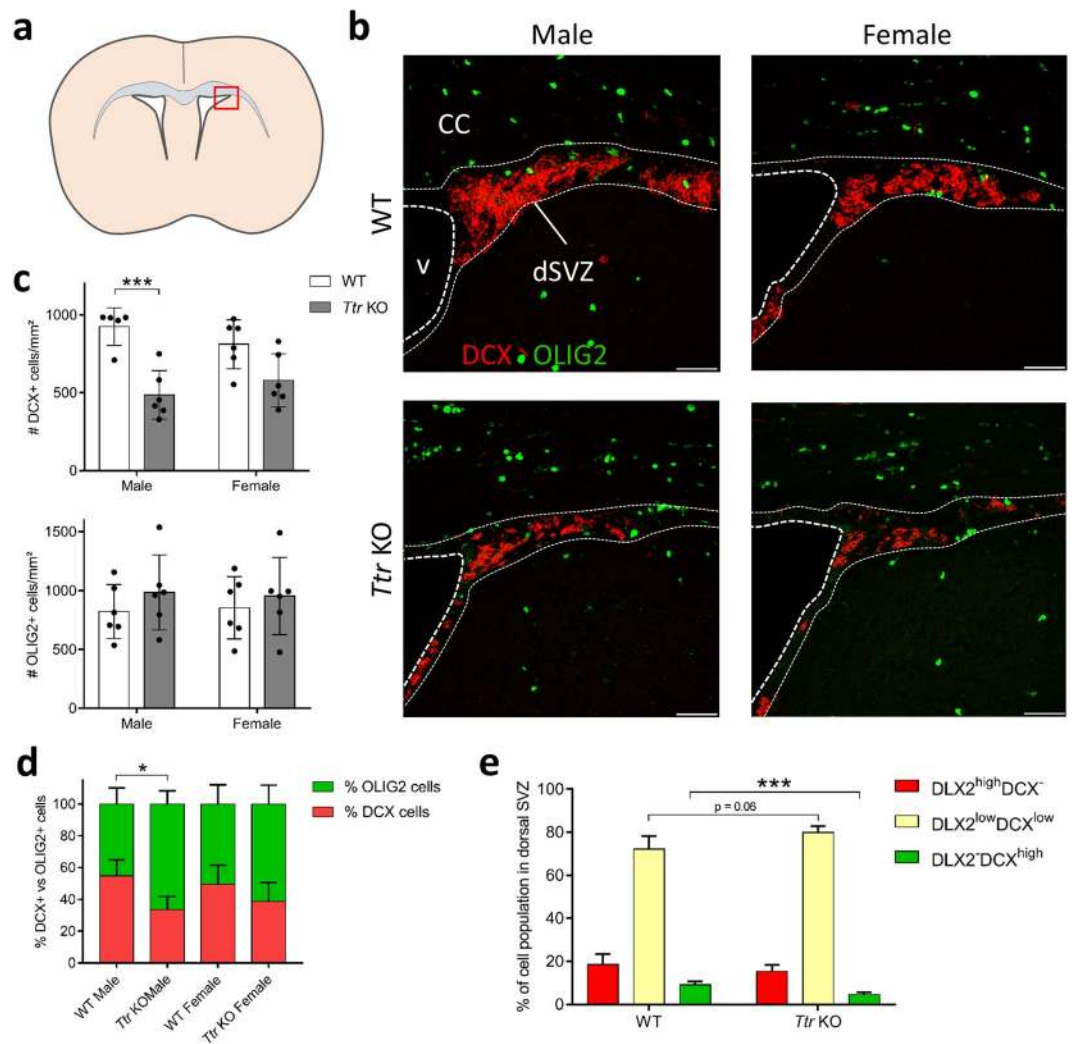 a
b
Male
Female
WT
CC
V
dSVZ
DCX OLIG2
Ttr KO
c
WT
Ttr KO
***
# DCX+ cells/mm²
1000
500
0
Male
Female
# OLIG2+ cells/mm²
1500
1000
500
0
Male
Female
d
*
% OLIG2 cells
% DCX cells
% DCX+ vs OLIG2+ cells
100
80
60
40
20
0
WT Male
Ttr KOMale
WT Female
Ttr KO Female
e
***
p = 0.06
DLX2highDCX-
DLX2lowDCXlow
DLX2-DCXhigh
% of cell population in dorsal SVZ
100
80
60
40
20
0
WT
Ttr KO